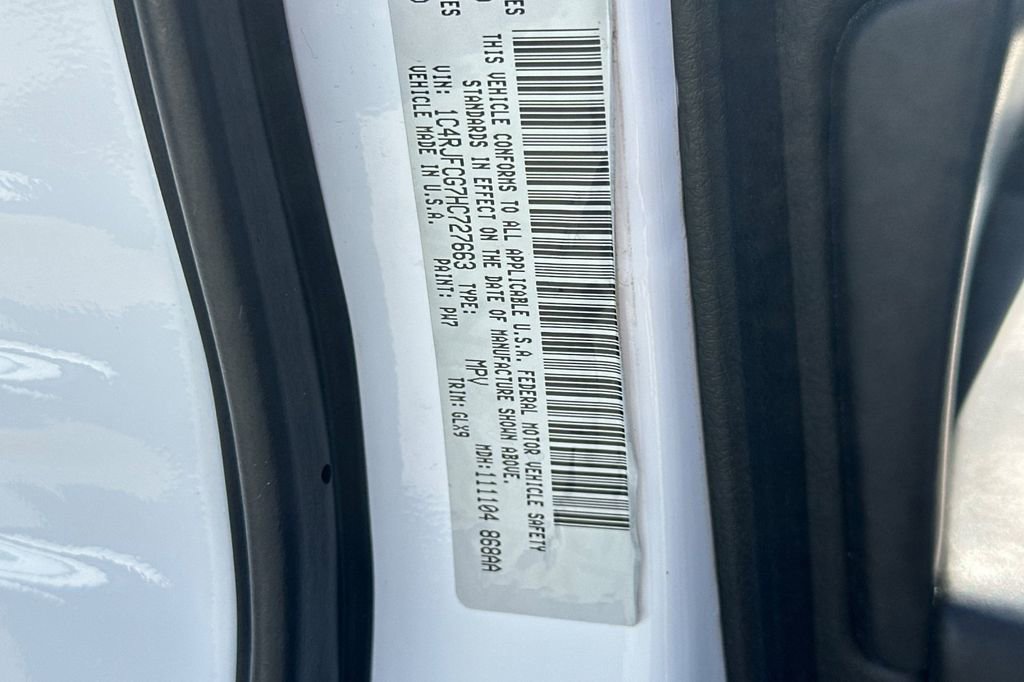 THIS VEHICLE CONFORMS TO ALL APPLICABLE U.S.A. FEDERAL MOTOR VEHICLE SAFETY
STANDARDS IN EFFECT ON THE DATE OF MANUFACTURE SHOWN ABOVE.
VIN: 1C4RJFCG7HC727663 TYPE: MPV MDH:111104 868AA
VEHICLE MADE IN U.S.A. PAINT: PW7 TRIM:GLX9